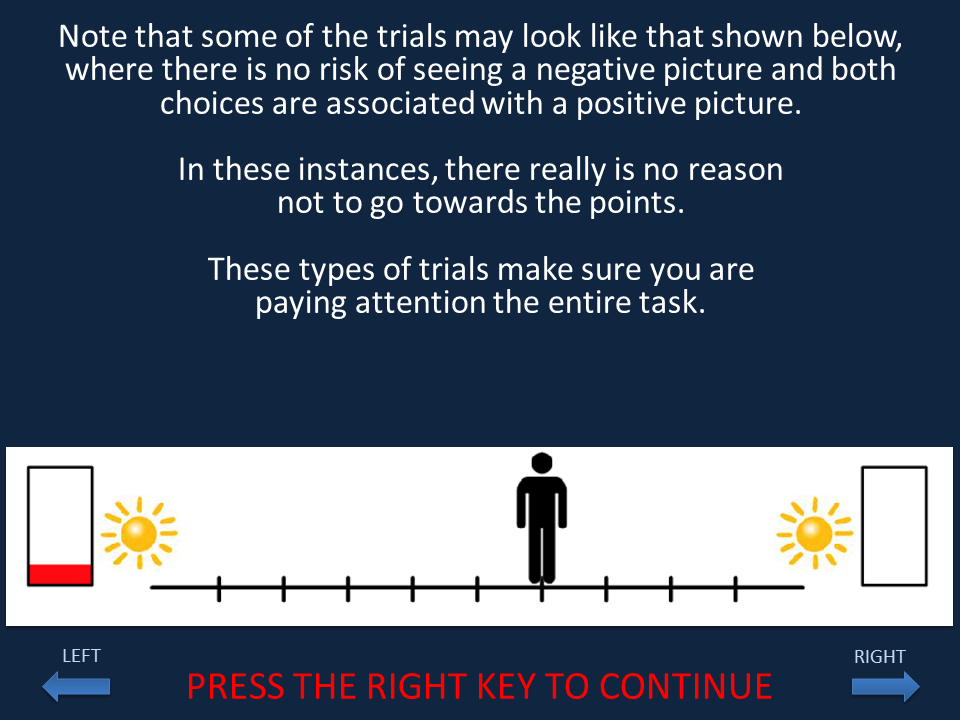 Note that some of the trials may look like that shown below,
where there is no risk of seeing a negative picture and both
choices are associated with a positive picture.
In these instances, there really is no reason
not to go towards the points.
These types of trials make sure you are
paying attention the entire task.
LEFT
RIGHT
PRESS THE RIGHT KEY TO CONTINUE